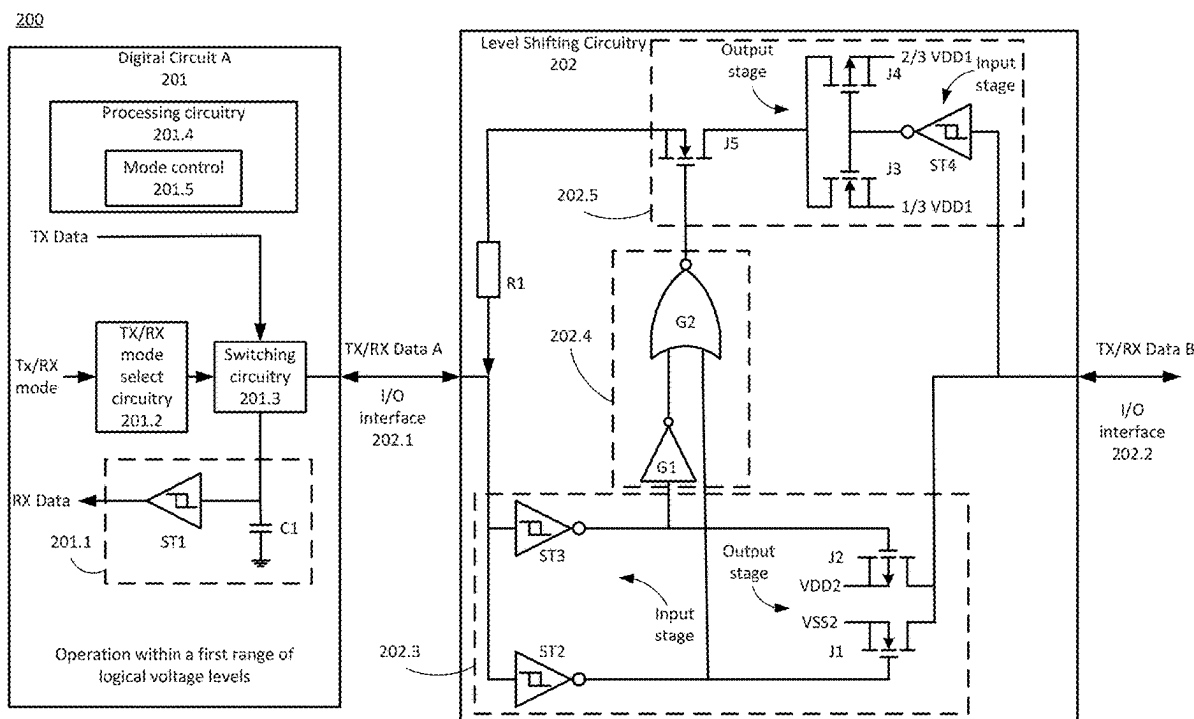 200
Digital Circuit A
201
Processing circuitry
201.4
Mode control
201.5
TX Data
Tx/RX
mode
TX/RX
mode
select
circuitry
201.2
Switching
circuitry
201.3
RX Data
ST1
C1
201.1
Operation within a first range of
logical voltage levels
TX/RX Data A
I/O
interface
202.1
Level Shifting Circuitry
202
Output
stage
2/3 VDD1
J4
Input
stage
J5
J3
ST4
202.5
1/3 VDD1
R1
G2
202.4
G1
ST3
Input
stage
Output
stage
J2
VDD2
VSS2
J1
ST2
202.3
TX/RX Data B
I/O
interface
202.2